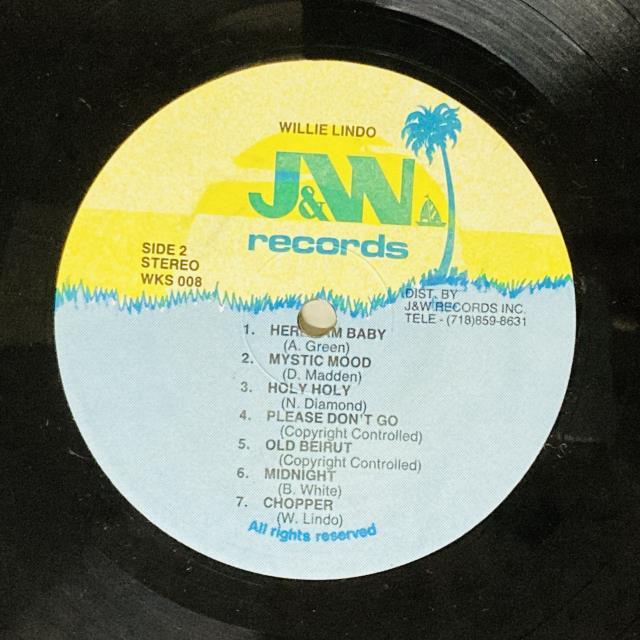 WILLIE LINDO
J&W
records
SIDE 2
STEREO
WKS 008
DIST. BY
J&W RECORDS INC.
TELE - (718)859-8631
1. AM BABY
(A. Green)
2. MYSTIC MOOD
(D. Madden)
3. HOLY HOLY
(N. Diamond)
4. PLEASE DON'T GO
(Copyright Controlled)
5. OLD BEIRUT
(Copyright Controlled)
6. MIDNIGHT
(B. White)
7. CHOPPER
(W. Lindo)
All rights reserved